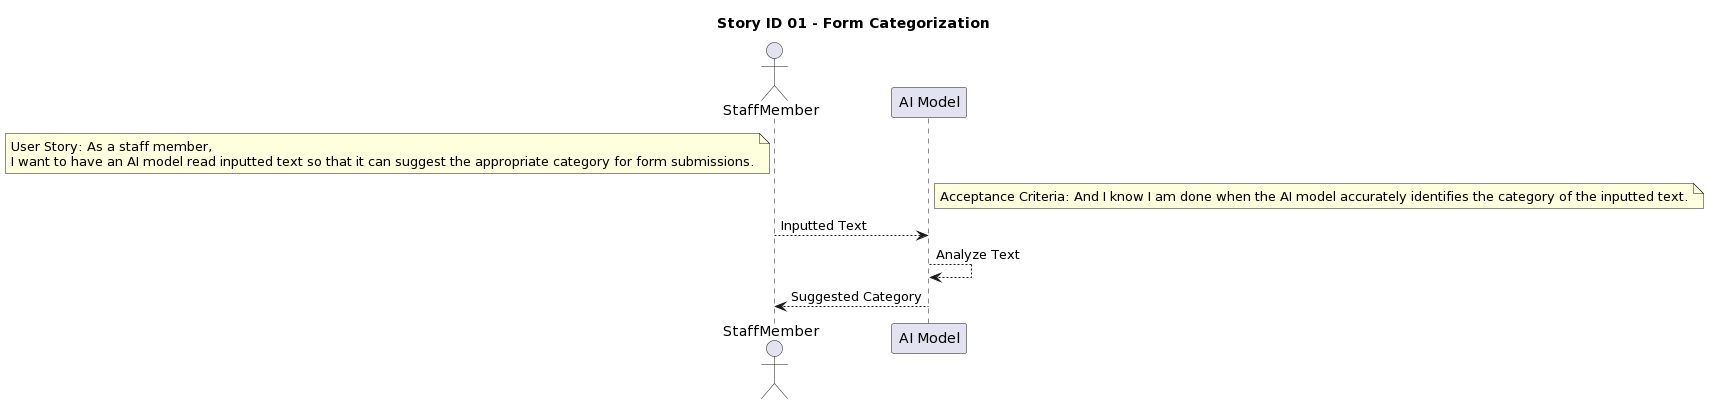 Story ID 01 - Form Categorization
StaffMember
AI Model
User Story: As a staff member,
I want to have an AI model read inputted text so that it can suggest the appropriate category for form submissions.
Acceptance Criteria: And I know I am done when the AI model accurately identifies the category of the inputted text.
Inputted Text
Analyze Text
Suggested Category
StaffMember
AI Model